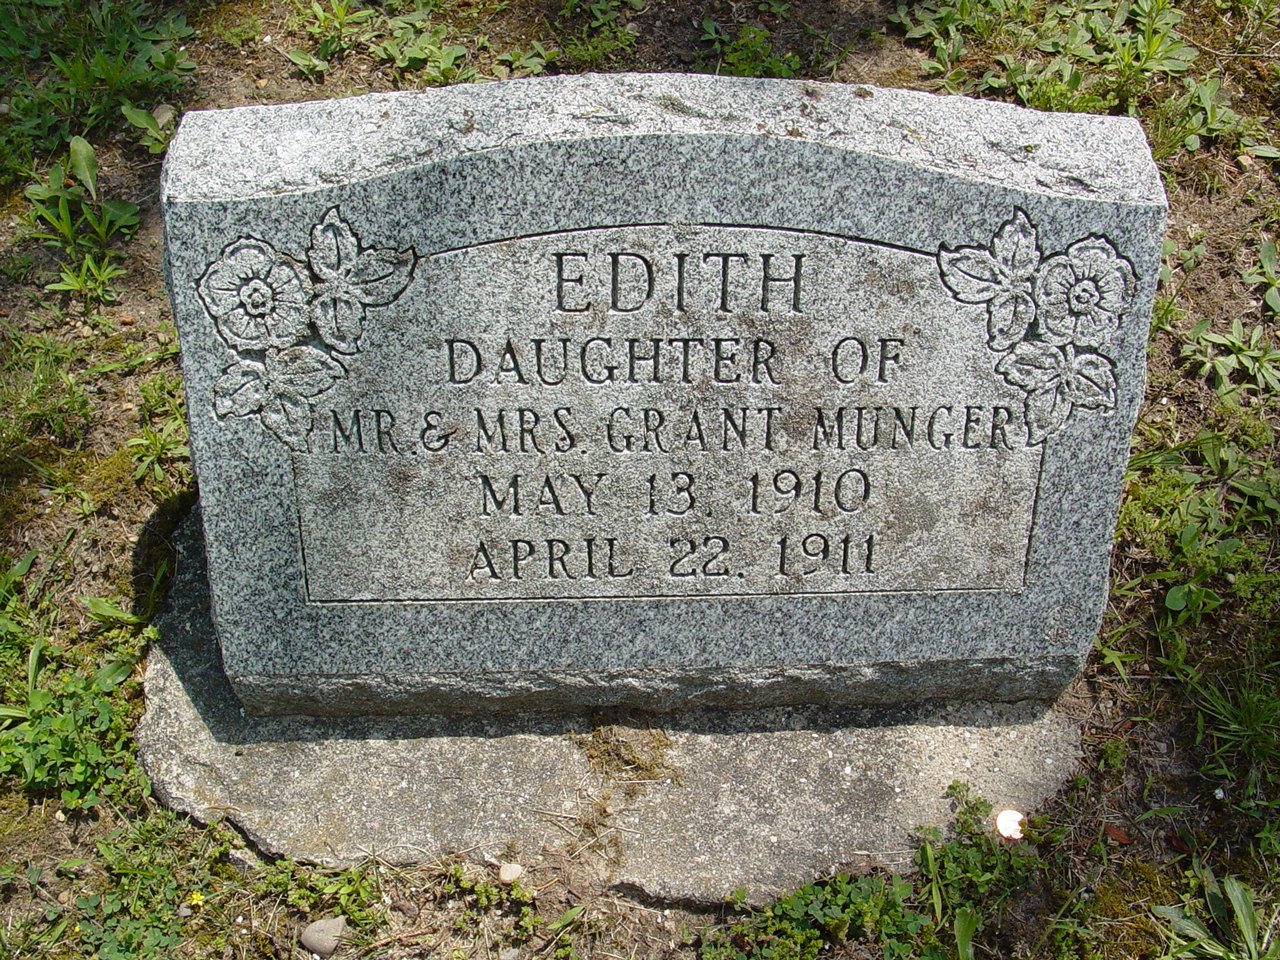 EDITH
DAUGHTER OF
MR. & MRS. GRANT MUNGER
MAY 13, 1910
APRIL 22, 1911